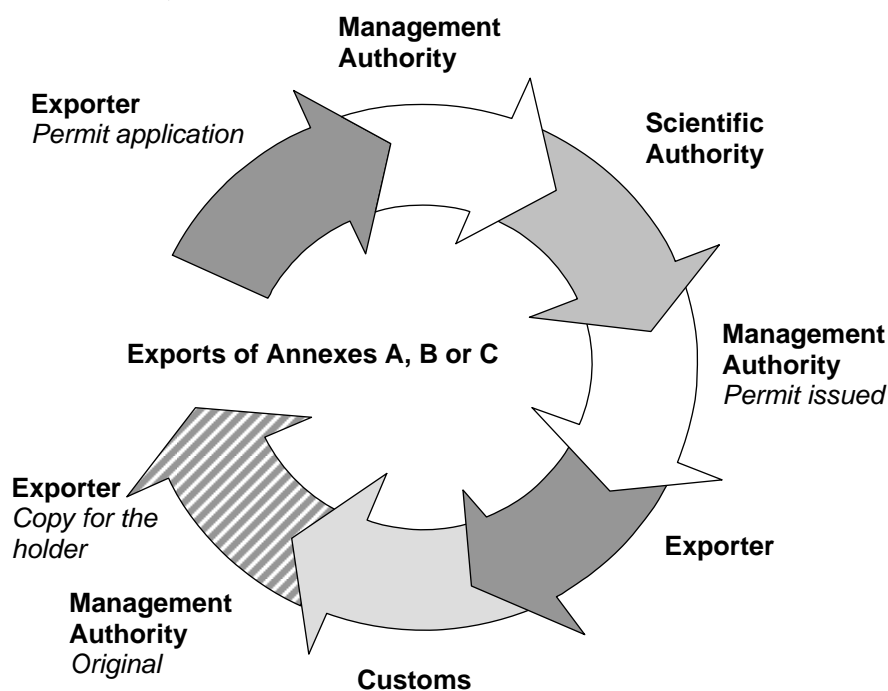 Management
Authority
Exporter
Permit application
Scientific
Authority
Exports of Annexes A, B or C
Management
Authority
Permit issued
Exporter
Copy for the
holder
Exporter
Management
Authority
Original
Customs